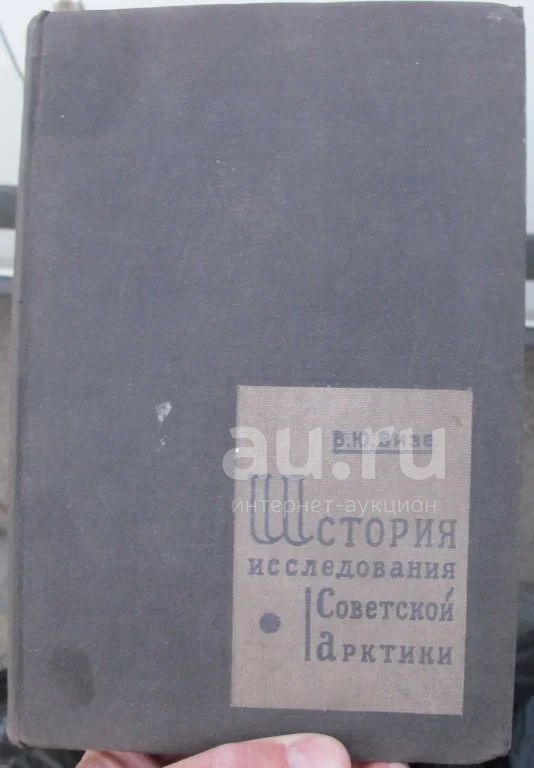 В.Ю.Визе
au.ru
интернет-аукцион
История
исследования
Советской
Арктики